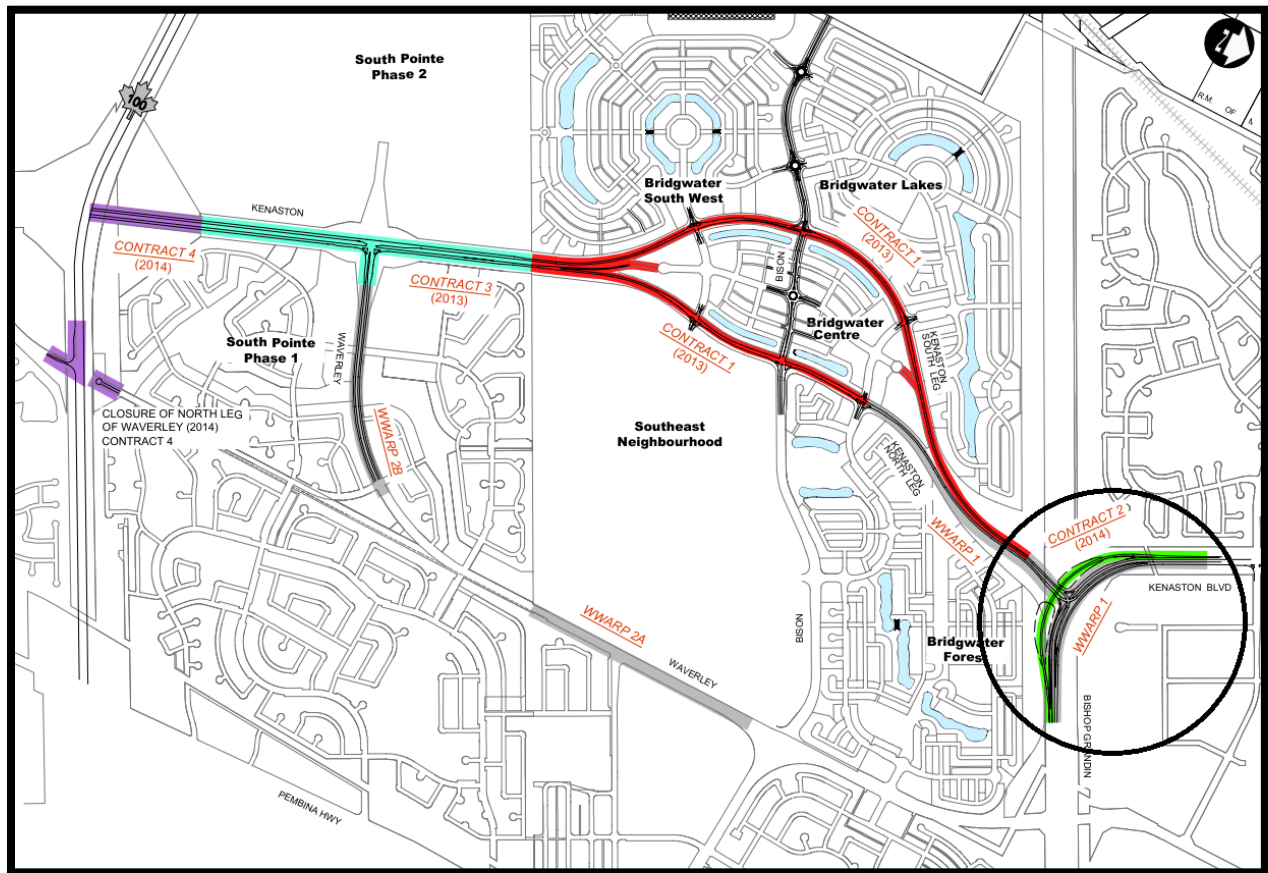 South Pointe
Phase 2
100
Z
R.M.
OF
KENASTON
Bridgwater
South West
Bridgwater Lakes
CONTRACT 1
(2013)
CONTRACT 4
(2014)
CONTRACT 3
(2013)
BISON
WAVERLEY
South Pointe
Phase 1
CONTRACT 1
(2013)
Bridgwater
Centre
KENASTON
SOUTH LEG
CLOSURE OF NORTH LEG
OF WAVERLEY (2014)
CONTRACT 4
WWARP 2B
Southeast
Neighbourhood
KENASTON
NORTH LEG
WWARP 1
CONTRACT 2
(2014)
KENASTON BLVD
WWARP 1
WWARP 2A
WAVERLEY
BISON
Bridgwater
Forest
BISHOP GRANDIN
PEMBINA HWY